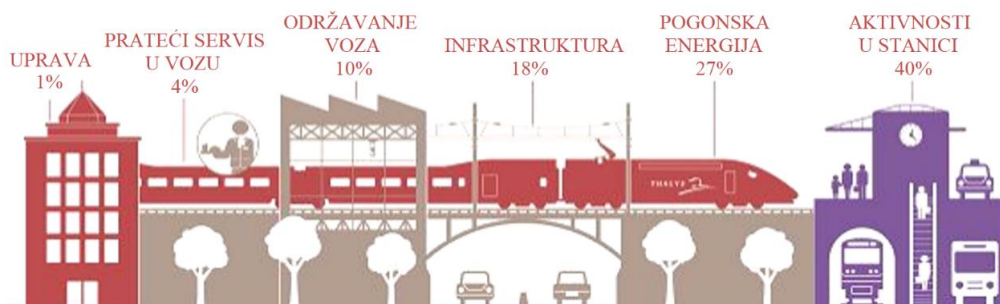 UPRAVA
1%
PRATEĆI SERVIS
U VOZU
4%
ODRŽAVANJE
VOZA
10%
INFRASTRUKTURA
18%
POGONSKA
ENERGIJA
27%
AKTIVNOSTI
U STANICI
40%
THALYS